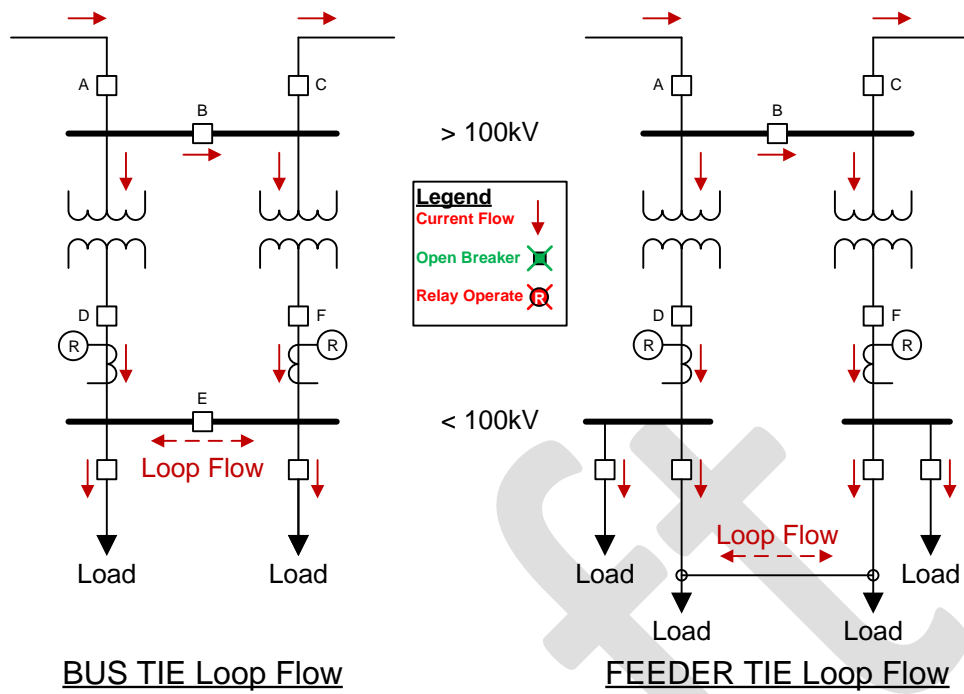 A
C
B
D
F
R
R
E
Loop Flow
Load
Load
BUS TIE Loop Flow
> 100kV
Legend
Current Flow
Open Breaker
Relay Operate R
< 100kV
A
C
B
D
F
R
R
Loop Flow
Load
Load
Load
Load
FEEDER TIE Loop Flow